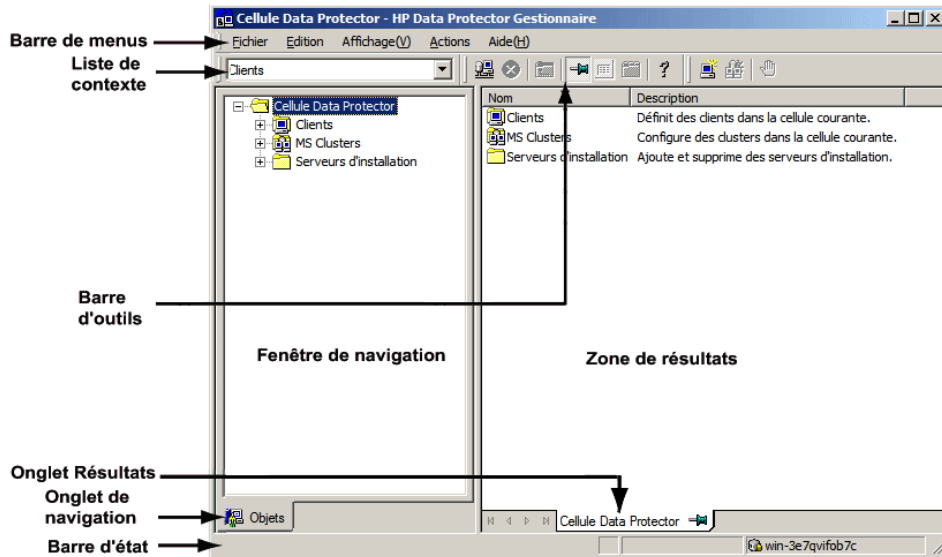 Cellule Data Protector - HP Data Protector Gestionnaire
Barre de menus
Fichier Edition Affichage(V) Actions Aide(H)
Liste de
contexte
Clients
?
Nom Description
Cellule Data Protector
Clients
MS Clusters
Serveurs d'installation
Clients Définit des clients dans la cellule courante.
MS Clusters Configure des clusters dans la cellule courante.
Serveurs d'installation Ajoute et supprime des serveurs d'installation.
Barre
d'outils
Fenêtre de navigation
Zone de résultats
Onglet Résultats
Onglet de
navigation
Objets
Cellule Data Protector
Barre d'état
win-3e7qvifob7c